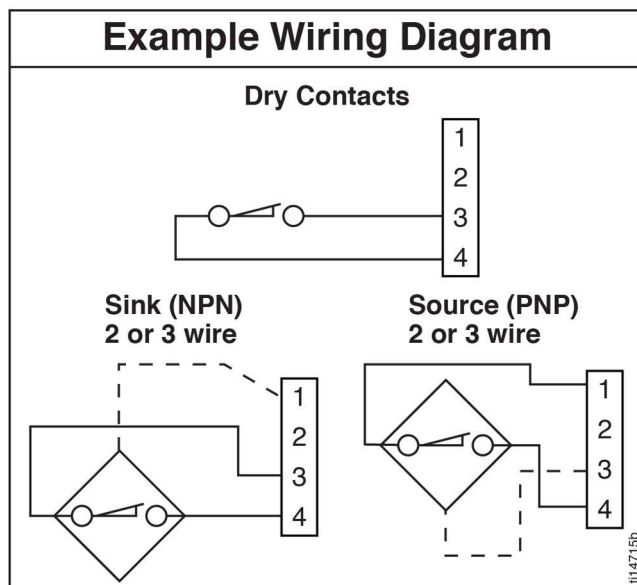 Example Wiring Diagram
Dry Contacts
1
2
3
4
Sink (NPN)
2 or 3 wire
1
2
3
4
Source (PNP)
2 or 3 wire
1
2
3
4
ti14715b